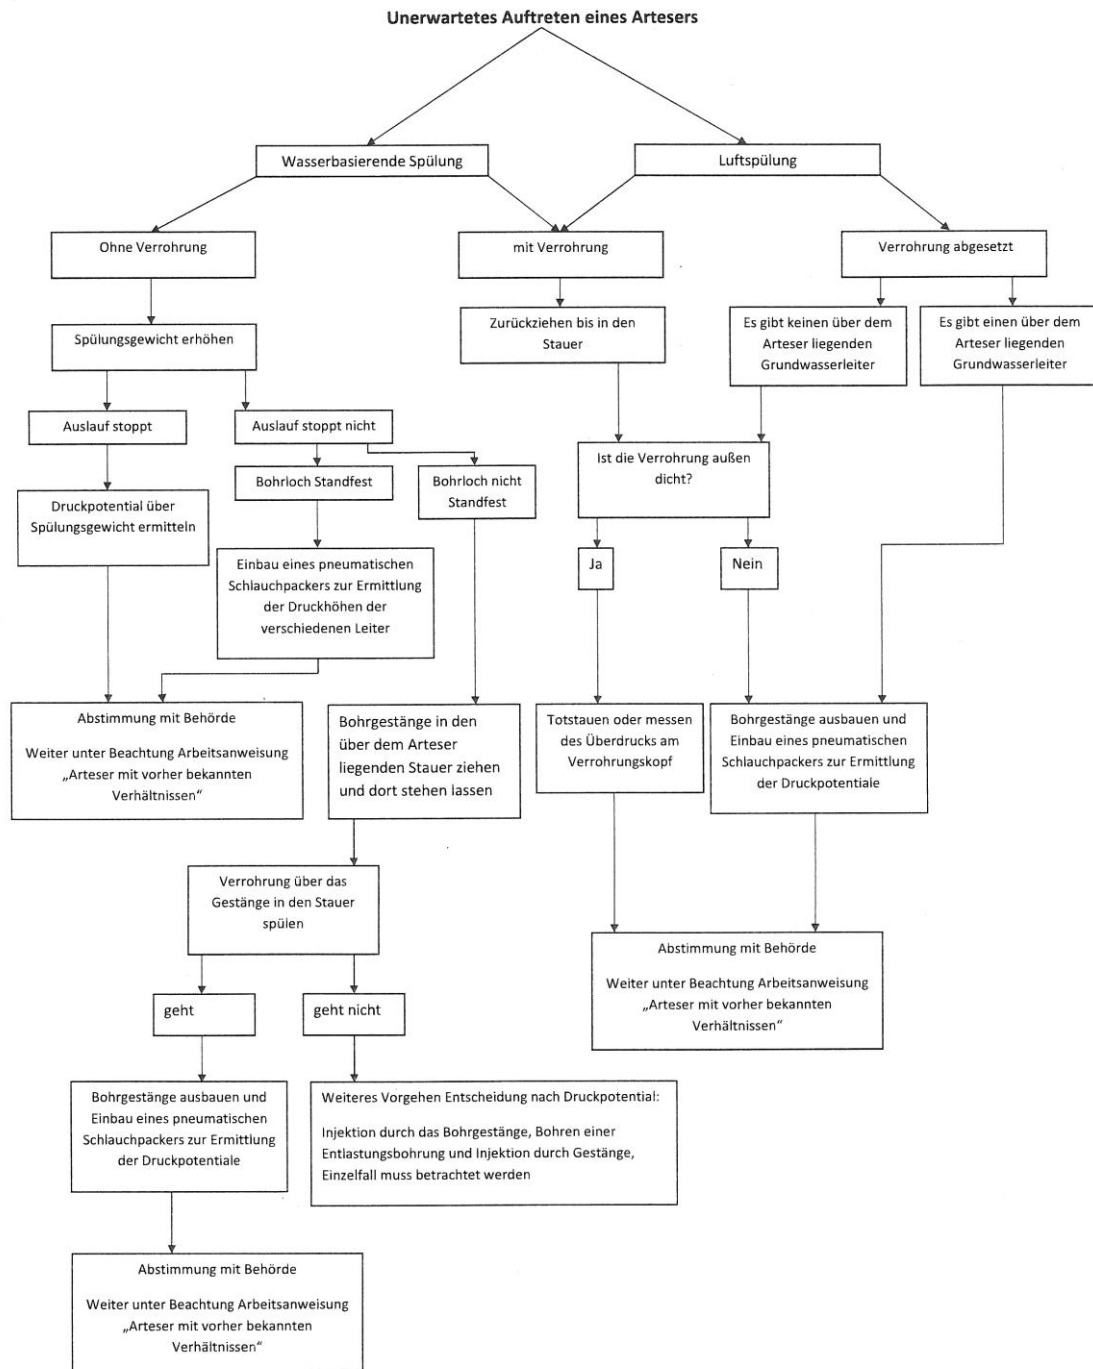 Unerwartetes Auftreten eines Artesers
Wasserbasierende Spülung
Luftspülung
Ohne Verrohrung
mit Verrohrung
Verrohrung abgesetzt
Spülungsgewicht erhöhen
Zurückziehen bis in den
Stauer
Es gibt keinen über dem
Arteser liegenden
Grundwasserleiter
Es gibt einen über dem
Arteser liegenden
Grundwasserleiter
Auslauf stoppt
Auslauf stoppt nicht
Ist die Verrohrung außen
dicht?
Bohrloch Standfest
Bohrloch nicht
Standfest
Druckpotential über
Spülungsgewicht ermitteln
Einbau eines pneumatischen
Schlauchpackers zur Ermittlung
der Druckhöhen der
verschiedenen Leiter
Ja
Nein
Abstimmung mit Behörde
Weiter unter Beachtung Arbeitsanweisung
„Arteser mit vorher bekannten
Verhältnissen“
Bohrgestänge in den
über dem Arteser
liegenden Stauer ziehen
und dort stehen lassen
Totstauen oder messen
des Überdrucks am
Verrohrungskopf
Bohrgestänge ausbauen und
Einbau eines pneumatischen
Schlauchpackers zur Ermittlung
der Druckpotentiale
Verrohrung über das
Gestänge in den Stauer
spülen
Abstimmung mit Behörde
Weiter unter Beachtung Arbeitsanweisung
„Arteser mit vorher bekannten
Verhältnissen“
geht
geht nicht
Bohrgestänge ausbauen und
Einbau eines pneumatischen
Schlauchpackers zur Ermittlung
der Druckpotentiale
Weiteres Vorgehen Entscheidung nach Druckpotential:
Injektion durch das Bohrgestänge, Bohren einer
Entlastungsbohrung und Injektion durch Gestänge,
Einzelfall muss betrachtet werden
Abstimmung mit Behörde
Weiter unter Beachtung Arbeitsanweisung
„Arteser mit vorher bekannten
Verhältnissen“